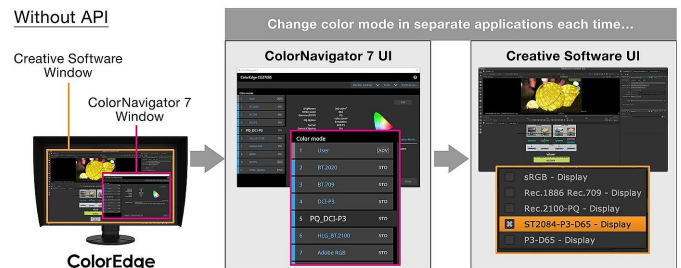 Without API
Change color mode in separate applications each time…
Creative Software
Window
ColorNavigator 7
Window
ColorEdge
ColorNavigator 7 UI
Color mode
1 User [ADV]
2 BT.2020 STD
3 BT.709 STD
4 DCI-P3 STD
5 PQ_DCI-P3 STD
6 HLG_BT.2100 STD
7 Adobe RGB STD
Creative Software UI
sRGB - Display
Rec.1886 Rec.709 - Display
Rec.2100-PQ - Display
ST2084-P3-D65 - Display
P3-D65 - Display